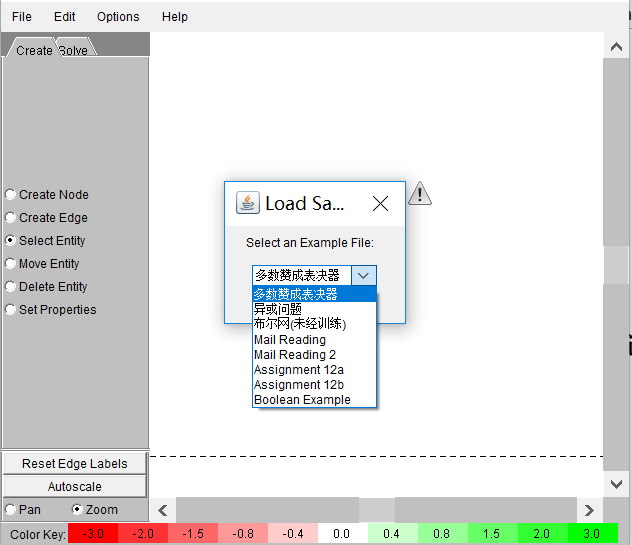 File Edit Options Help
Create Solve
Create Node
Create Edge
Select Entity
Move Entity
Delete Entity
Set Properties
Load Sa...
Select an Example File:
多数赞成表决器
多数赞成表决器
异或问题
布尔网(未经训练)
Mail Reading
Mail Reading 2
Assignment 12a
Assignment 12b
Boolean Example
Reset Edge Labels
Autoscale
Pan Zoom
Color Key: -3.0 -2.0 -1.5 -0.8 -0.4 0.0 0.4 0.8 1.5 2.0 3.0